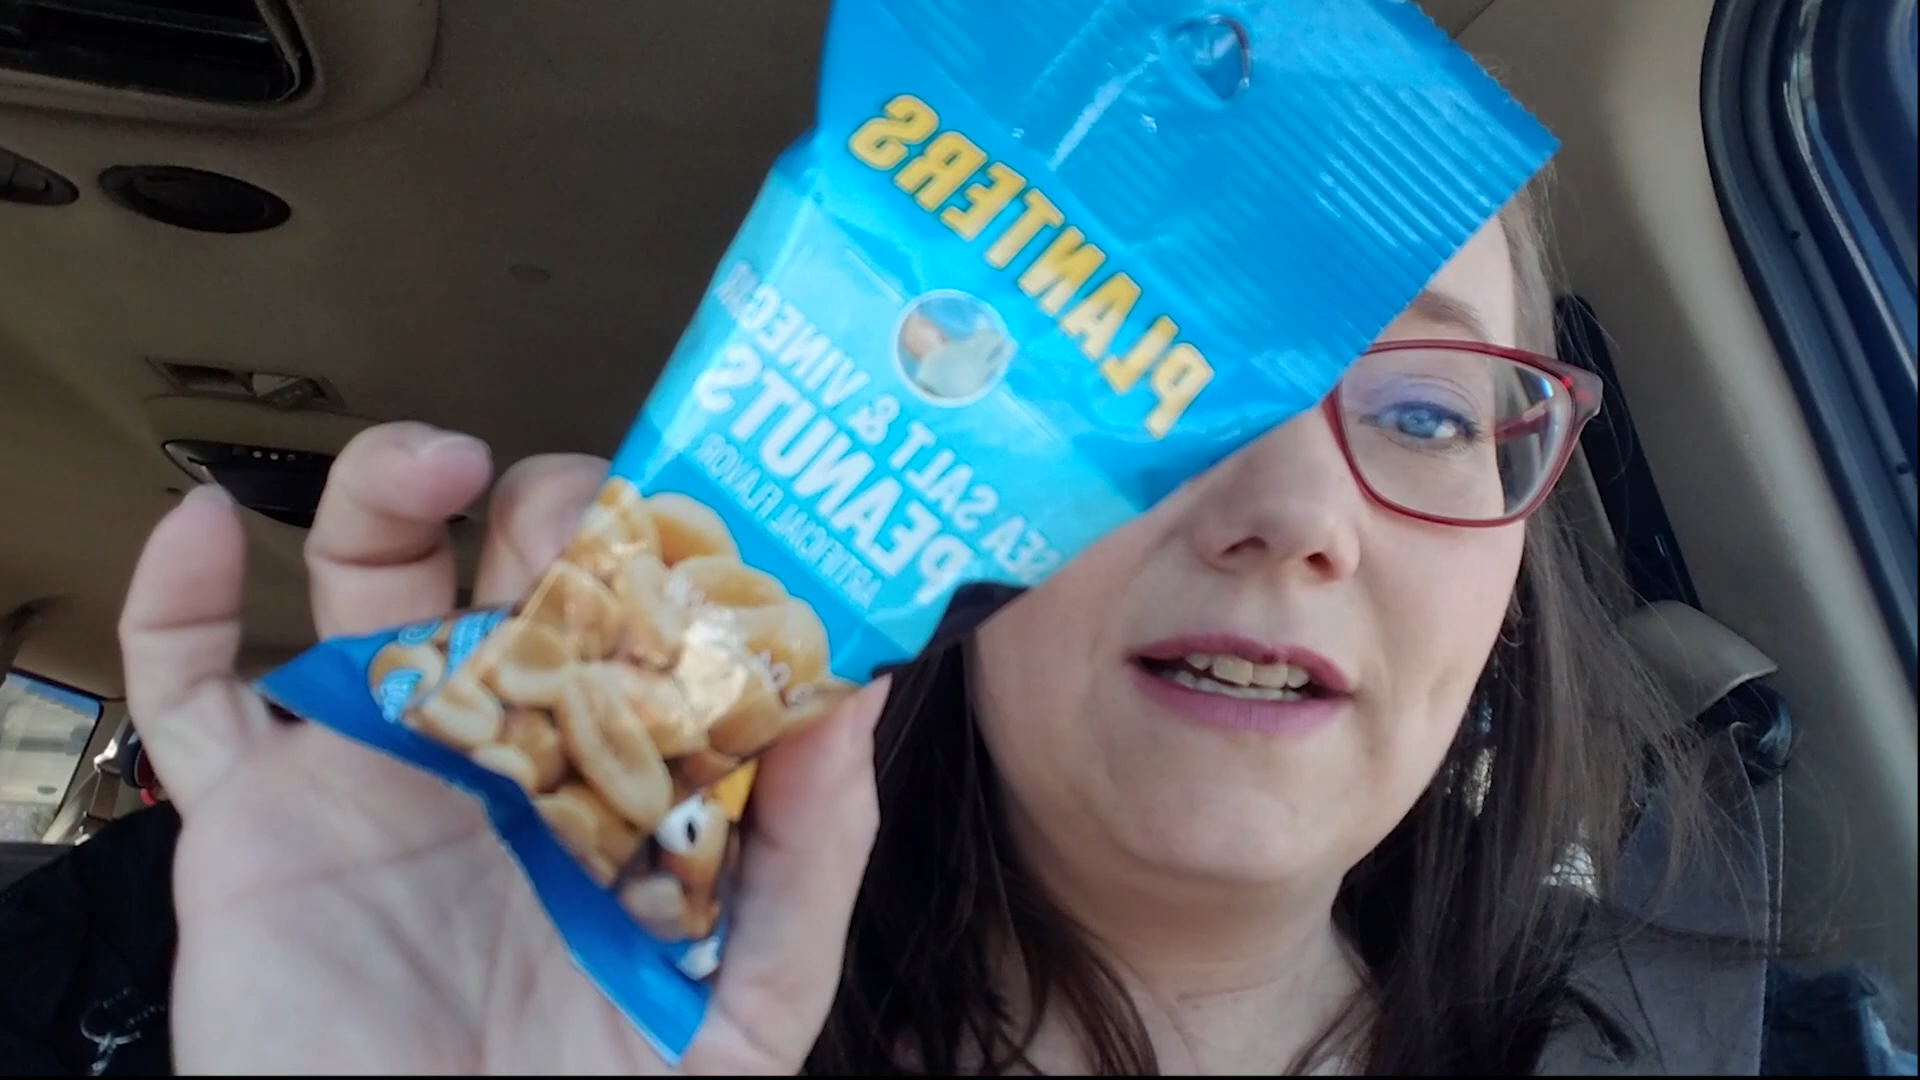 PLANTERS
SEA SALT & VINEGAR
PEANUTS
ARTIFICIAL FLAVOR